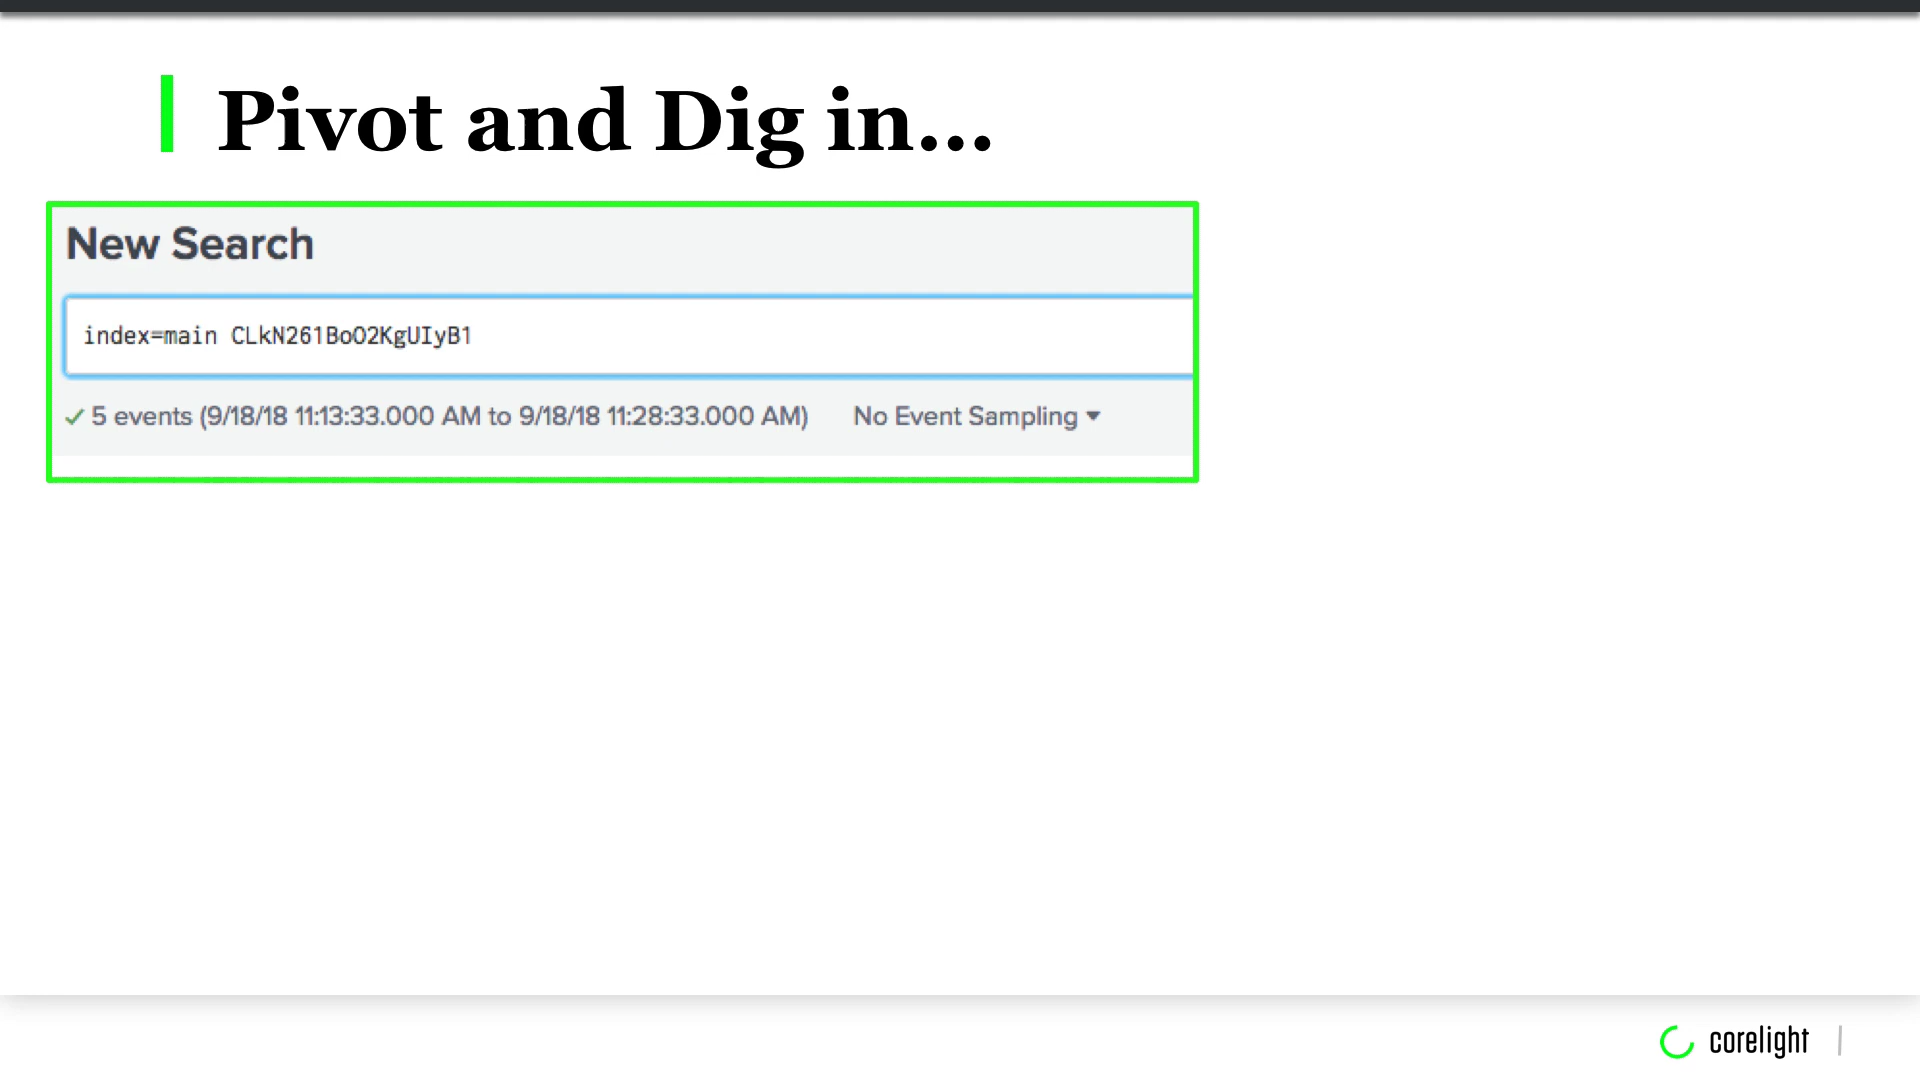 Pivot and Dig in...
New Search
index=main CLkN261BoO2KgUIyB1
5 events (9/18/18 11:13:33.000 AM to 9/18/18 11:28:33.000 AM) No Event Sampling
corelight